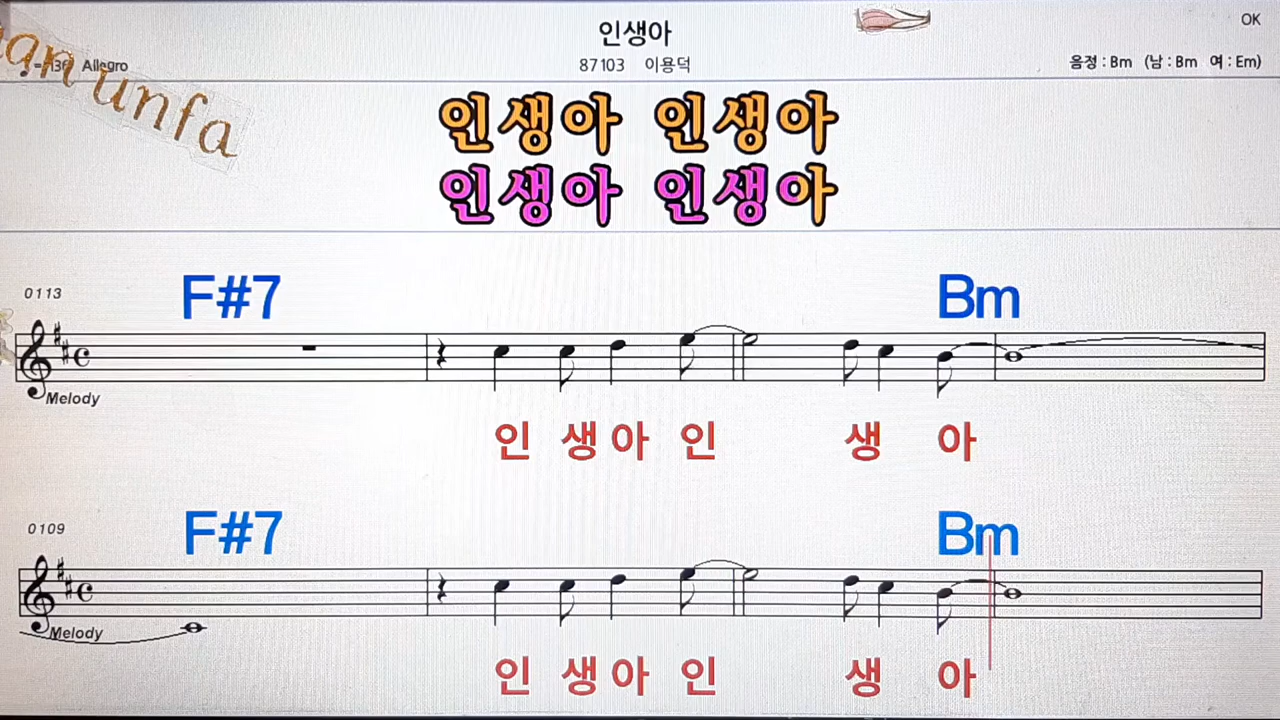 OK
인생아
87103 이용덕
Allegro
음정 : Bm (남 : Bm 여 : Em)
unfa
인생아 인생아
인생아 인생아
0113
F#7 Bm
Melody
인 생 아 인 생 아
0109
F#7 Bm
Melody
인 생 아 인 생 아